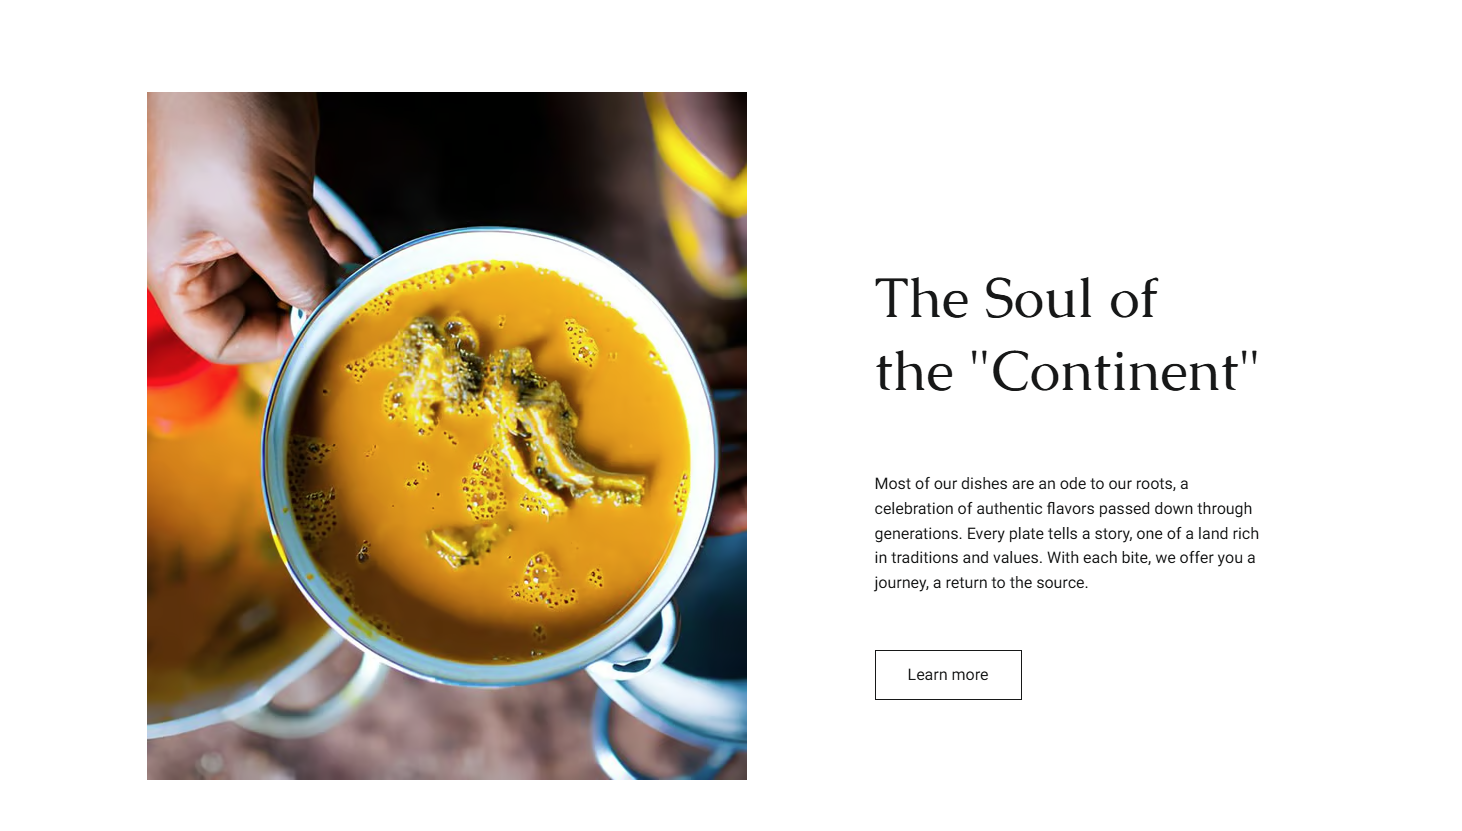 The Soul of
the "Continent"
Most of our dishes are an ode to our roots, a
celebration of authentic flavors passed down through
generations. Every plate tells a story, one of a land rich
in traditions and values. With each bite, we offer you a
journey, a return to the source.
Learn more